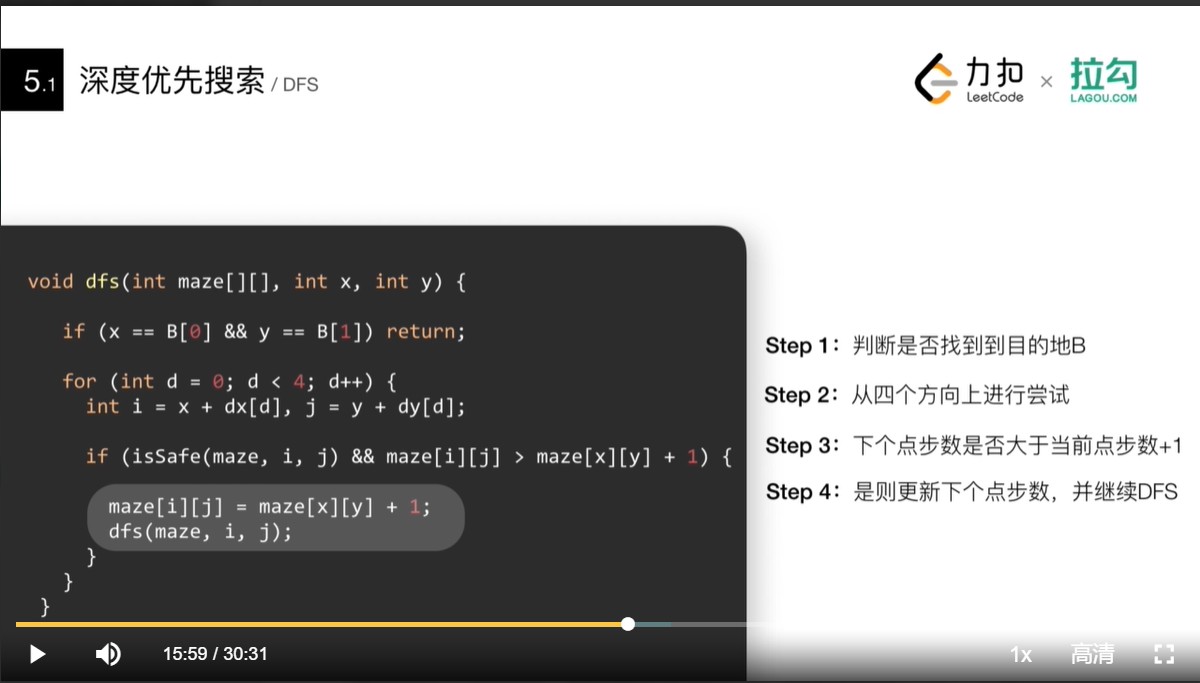 5.1 深度优先搜索 / DFS
力扣 LeetCode × 拉勾 LAGOU.COM
void dfs(int maze[][], int x, int y) {
if (x == B[0] && y == B[1]) return;
for (int d = 0; d < 4; d++) {
int i = x + dx[d], j = y + dy[d];
if (isSafe(maze, i, j) && maze[i][j] > maze[x][y] + 1) {
maze[i][j] = maze[x][y] + 1;
dfs(maze, i, j);
}
}
}
Step 1：判断是否找到到目的地B
Step 2：从四个方向上进行尝试
Step 3：下个点步数是否大于当前点步数+1
Step 4：是则更新下个点步数，并继续DFS
15:59 / 30:31
1x 高清